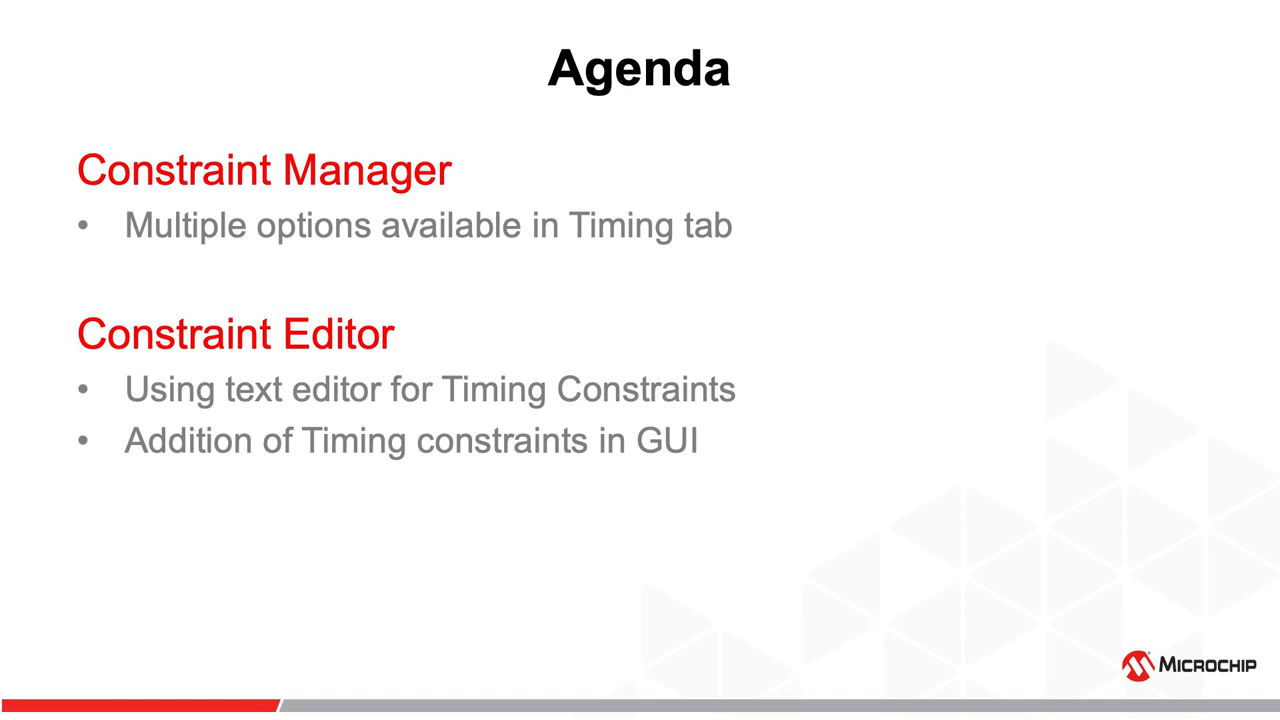 Agenda
Constraint Manager
• Multiple options available in Timing tab
Constraint Editor
• Using text editor for Timing Constraints
• Addition of Timing constraints in GUI
MICROCHIP